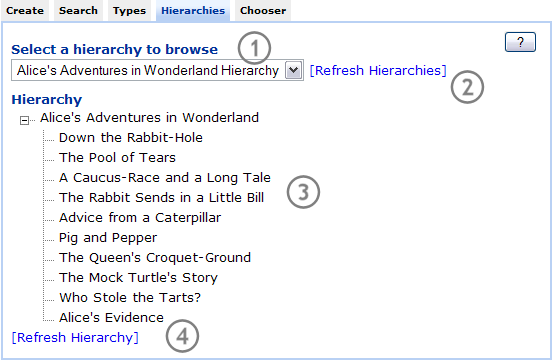 Create Search Types Hierarchies Chooser
Select a hierarchy to browse 1 ?
Alice's Adventures in Wonderland Hierarchy [Refresh Hierarchies] 2
Hierarchy
Alice's Adventures in Wonderland
Down the Rabbit-Hole
The Pool of Tears
A Caucus-Race and a Long Tale
The Rabbit Sends in a Little Bill 3
Advice from a Caterpillar
Pig and Pepper
The Queen's Croquet-Ground
The Mock Turtle's Story
Who Stole the Tarts?
Alice's Evidence
[Refresh Hierarchy] 4